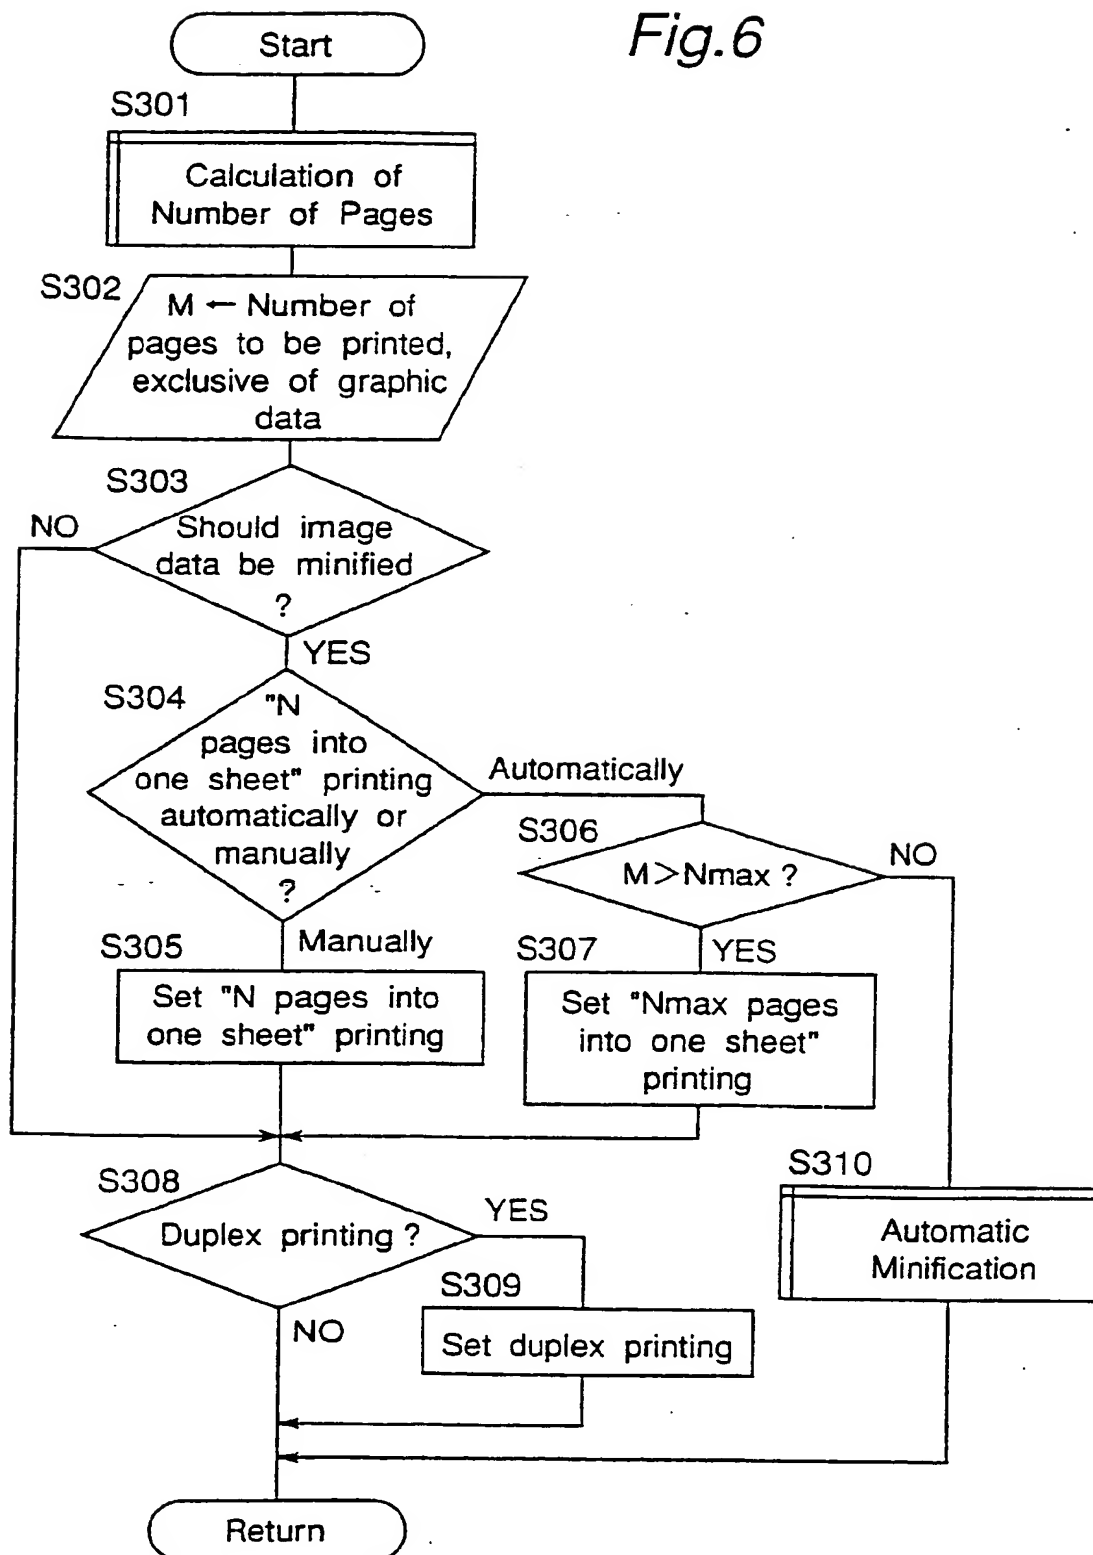 Fig.6
Start
S301
Calculation of
Number of Pages
S302
M ← Number of
pages to be printed,
exclusive of graphic
data
S303
NO
Should image
data be minified
?
YES
S304
"N
pages into
one sheet" printing
automatically or
manually
?
Automatically
S306
M>Nmax ?
NO
Manually
YES
S305
Set "N pages into
one sheet" printing
S307
Set "Nmax pages
into one sheet"
printing
S308
Duplex printing ?
YES
NO
S309
Set duplex printing
S310
Automatic
Minification
Return